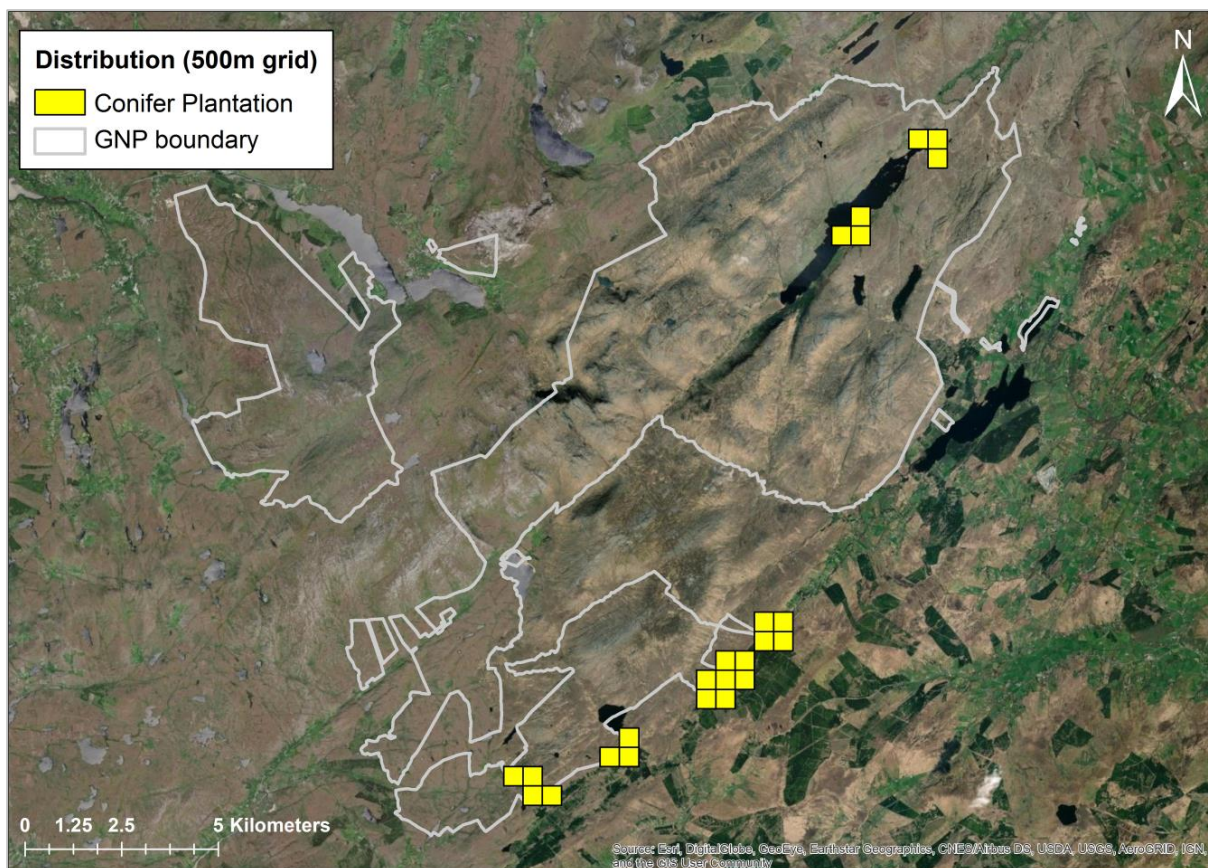 Distribution (500m grid)
Conifer Plantation
GNP boundary
N
0 1.25 2.5 5 Kilometers
Source: Esri, DigitalGlobe, GeoEye, Earthstar Geographics, CNES/Airbus DS, USDA, USGS, AeroGRID, IGN,
and the GIS User Community